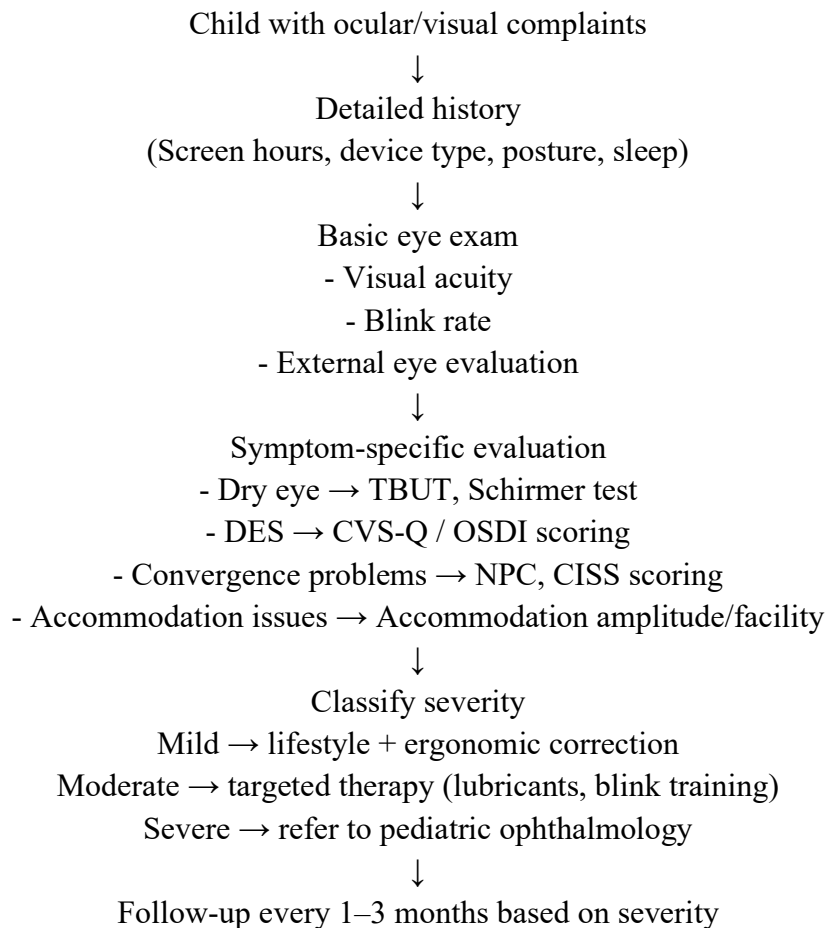 Child with ocular/visual complaints
↓
Detailed history
(Screen hours, device type, posture, sleep)
↓
Basic eye exam
- Visual acuity
- Blink rate
- External eye evaluation
↓
Symptom-specific evaluation
- Dry eye → TBUT, Schirmer test
- DES → CVS-Q / OSDI scoring
- Convergence problems → NPC, CISS scoring
- Accommodation issues → Accommodation amplitude/facility
↓
Classify severity
Mild → lifestyle + ergonomic correction
Moderate → targeted therapy (lubricants, blink training)
Severe → refer to pediatric ophthalmology
↓
Follow-up every 1–3 months based on severity